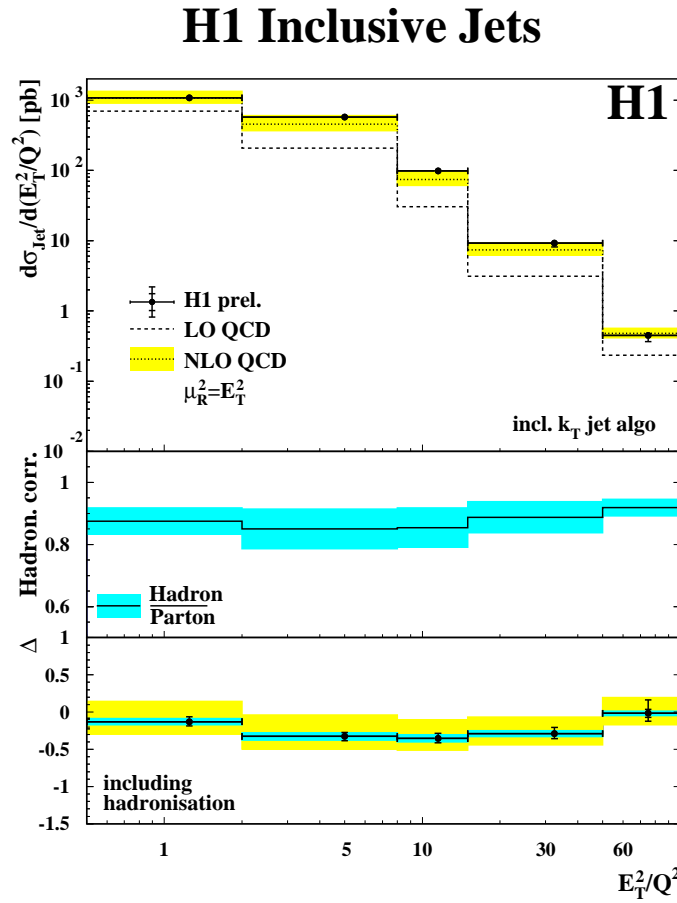 H1 Inclusive Jets
H1
dσ_Jet/d(E_T^2/Q^2) [pb]
10^3
10^2
10
1
10^-1
10^-2
H1 prel.
LO QCD
NLO QCD
μ_R^2=E_T^2
incl. k_T jet algo
Hadron. corr.
10
1
0.9
0.8
0.6
Hadron
Parton
Δ
1
0.5
0
-0.5
-1
-1.5
including
hadronisation
1
5
10
30
60
E_T^2/Q^2